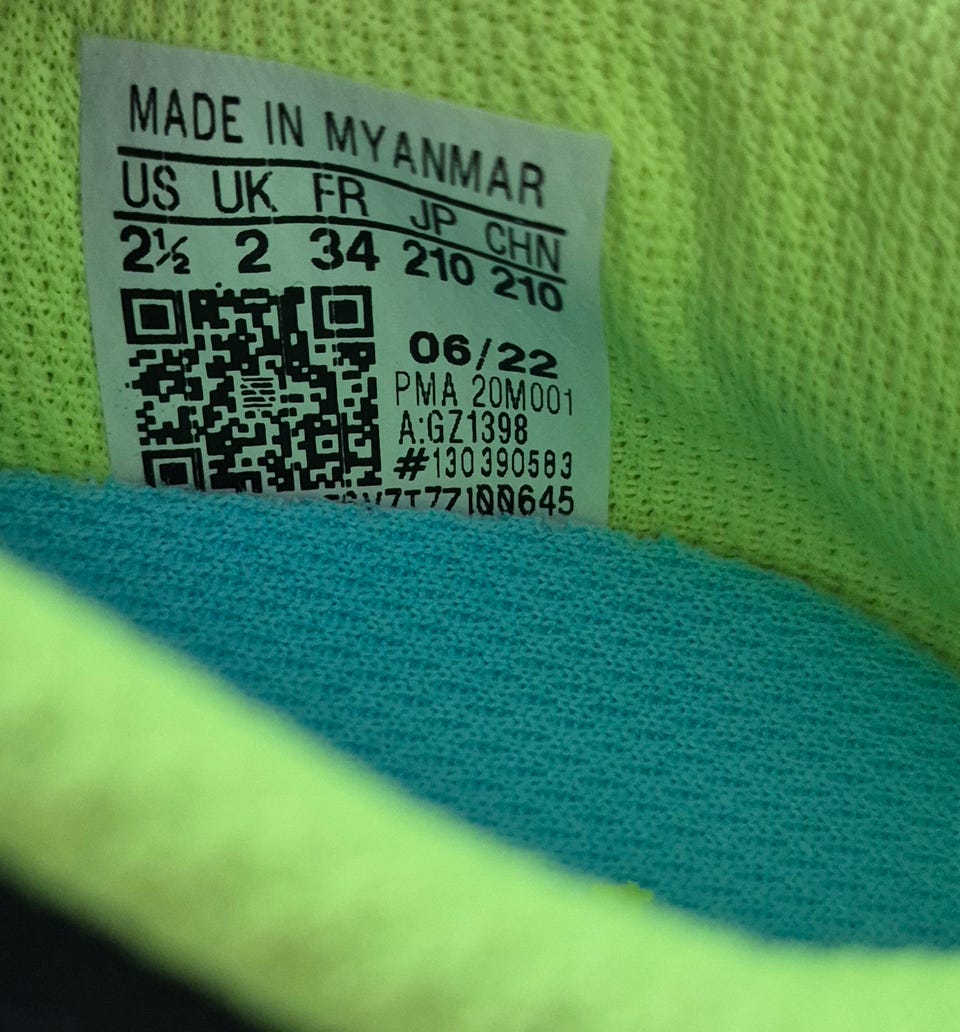 MADE IN MYANMAR
US UK FR JP CHN
2½ 2 34 210 210
06/22
PMA 20M001
A:GZ1398
#130390583